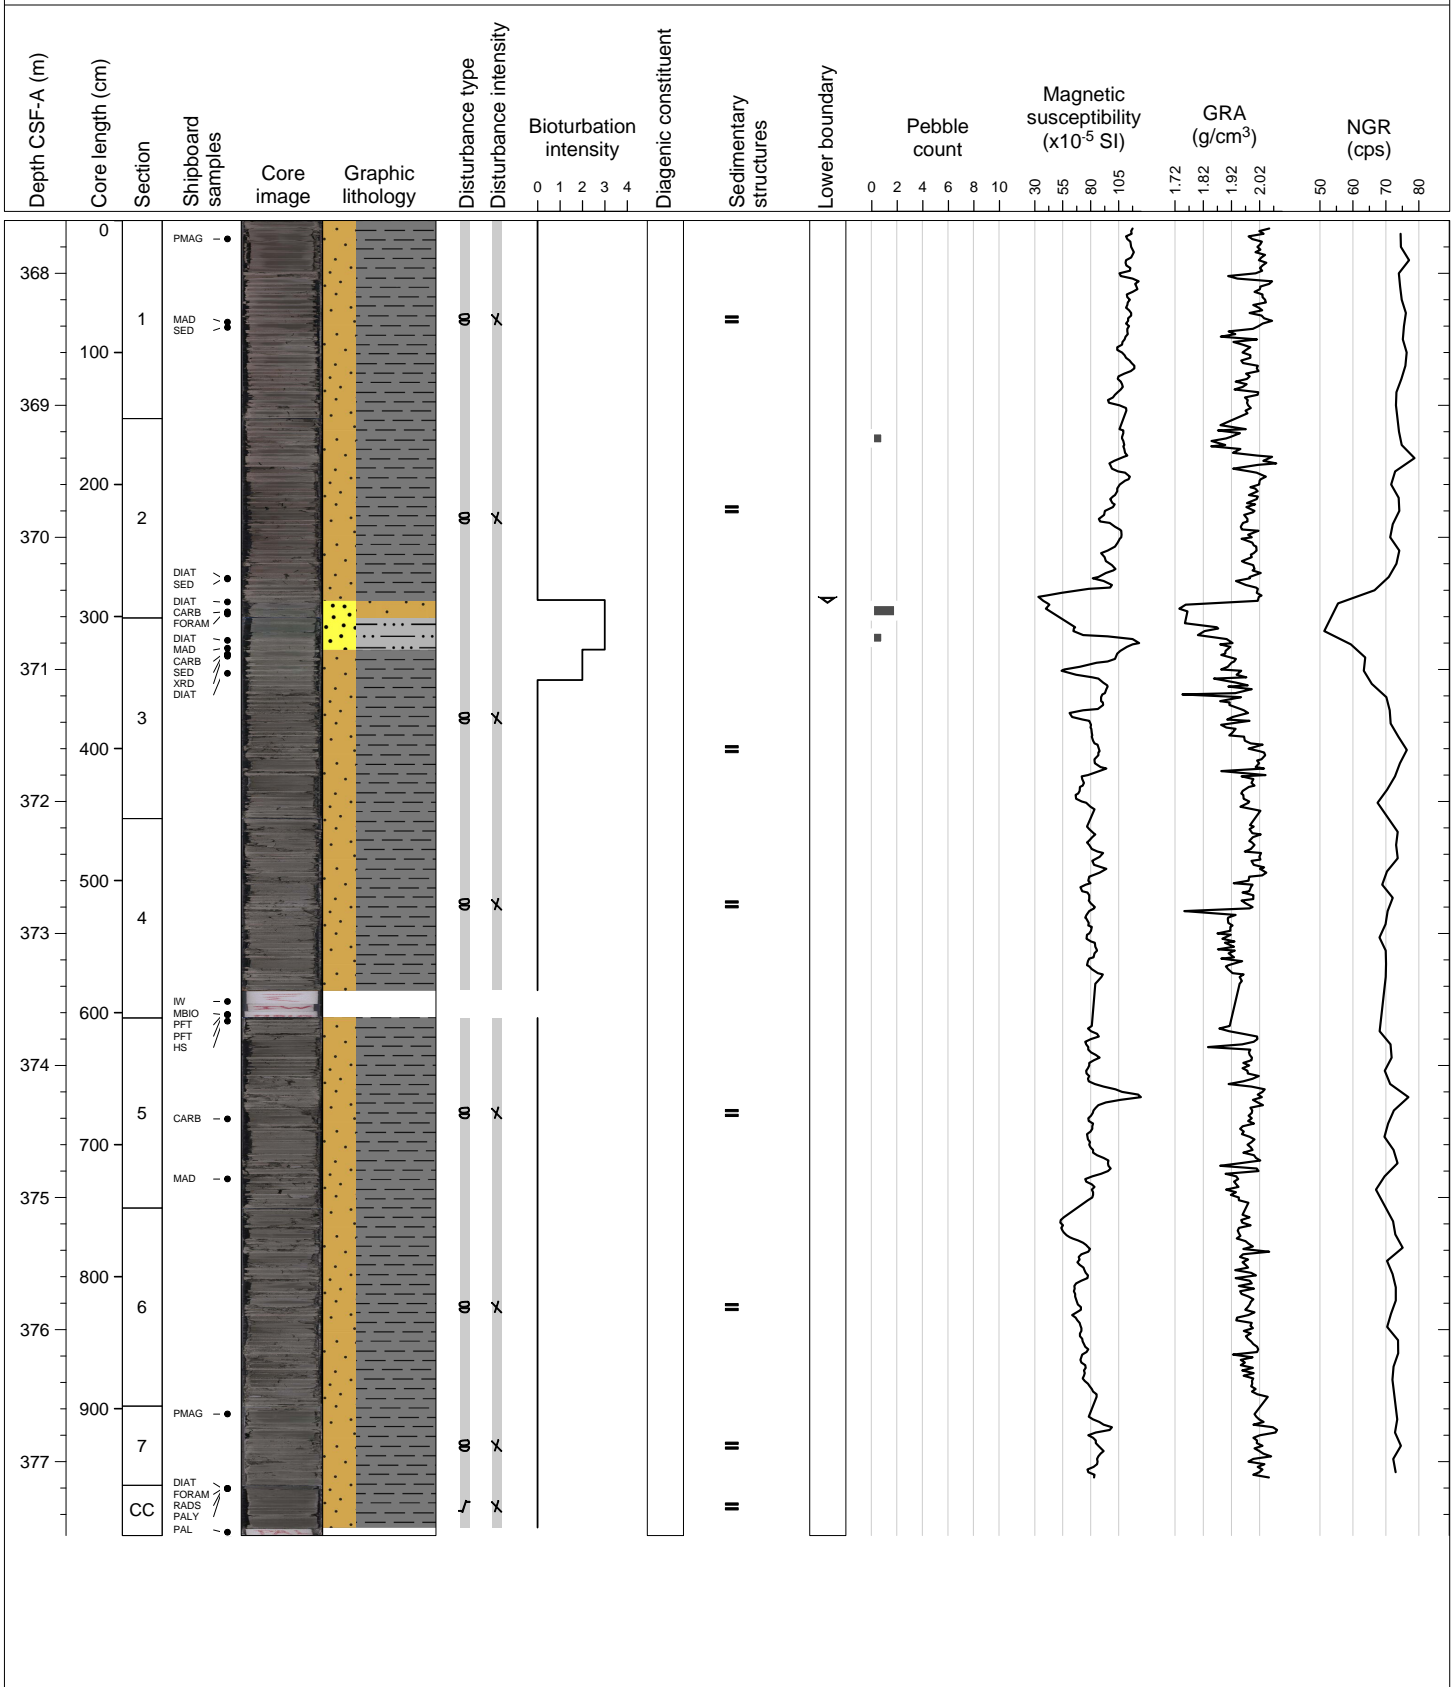 Depth CSF-A (m)
Core length (cm)
Section
Shipboard
samples
Core
image
Graphic
lithology
Disturbance type
Disturbance intensity
Bioturbation
intensity
0 1 2 3 4
Diagenic constituent
Sedimentary
structures
Lower boundary
Pebble
count
0 2 4 6 8 10
Magnetic
susceptibility
(x10-5 SI)
30 55 80 105
GRA
(g/cm3)
1.72 1.82 1.92 2.02
NGR
(cps)
50 60 70 80
0
PMAG
368
1
MAD
SED
100
369
200
2
370
DIAT
SED
DIAT
CARB
300
FORAM
DIAT
MAD
CARB
371
SED
XRD
DIAT
3
400
372
500
4
373
IW
600
MBIO
PFT
PFT
HS
374
5
CARB
700
MAD
375
800
6
376
900
PMAG
7
377
DIAT
FORAM
RADS
CC
PALY
PAL